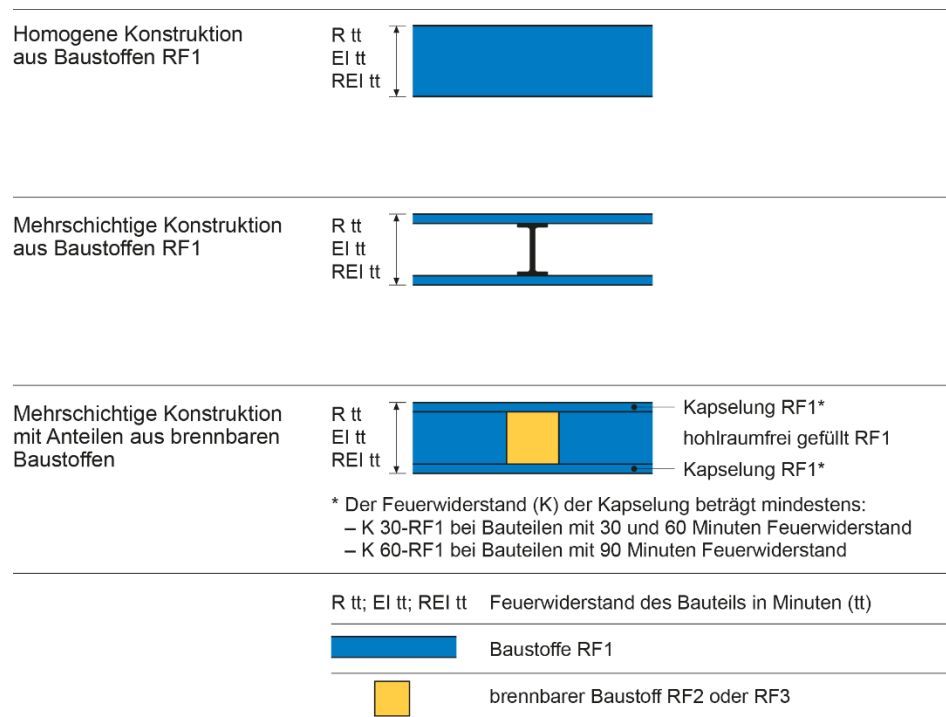 Homogene Konstruktion
aus Baustoffen RF1
R tt
EI tt
REI tt
Mehrschichtige Konstruktion
aus Baustoffen RF1
R tt
EI tt
REI tt
Mehrschichtige Konstruktion
mit Anteilen aus brennbaren
Baustoffen
R tt
EI tt
REI tt
Kapselung RF1*
hohlraumfrei gefüllt RF1
Kapselung RF1*
* Der Feuerwiderstand (K) der Kapselung beträgt mindestens:
– K 30-RF1 bei Bauteilen mit 30 und 60 Minuten Feuerwiderstand
– K 60-RF1 bei Bauteilen mit 90 Minuten Feuerwiderstand
R tt; EI tt; REI tt Feuerwiderstand des Bauteils in Minuten (tt)
Baustoffe RF1
brennbarer Baustoff RF2 oder RF3